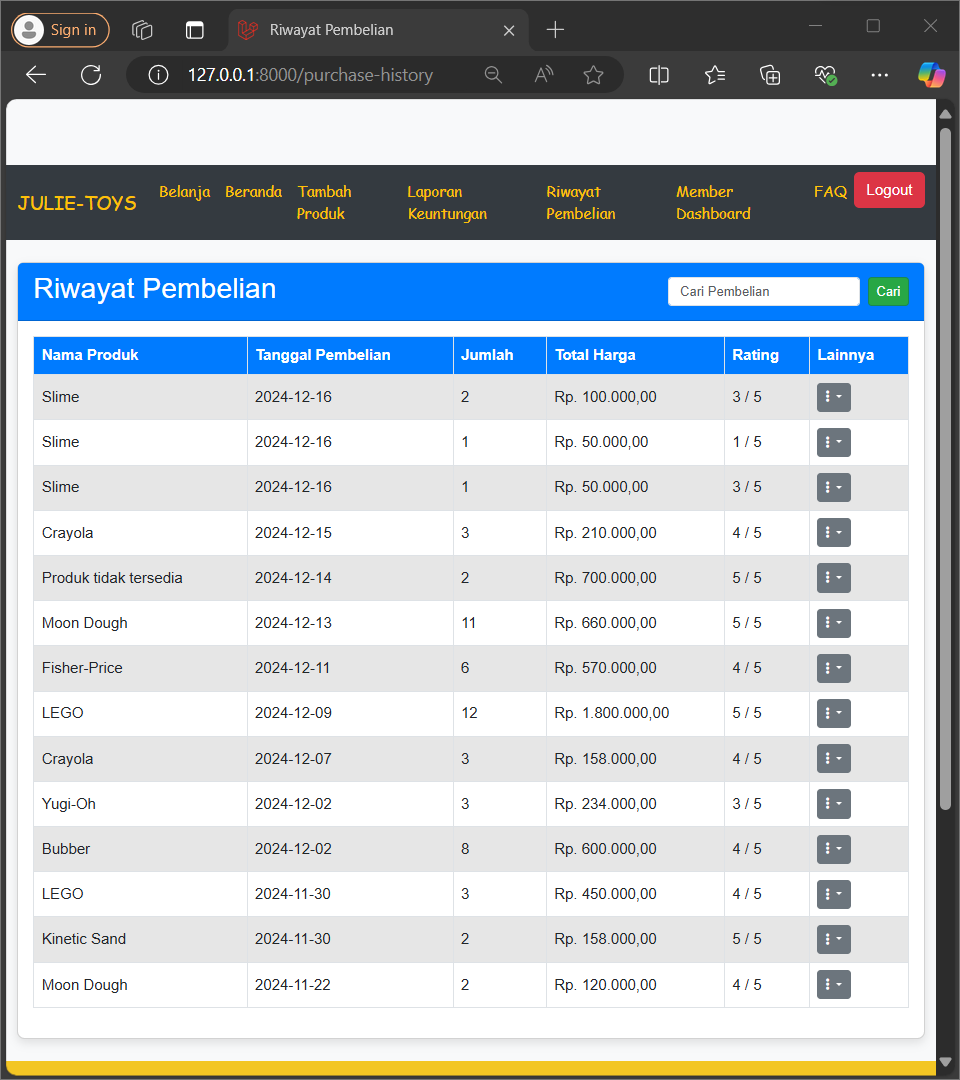 Sign in
Riwayat Pembelian
127.0.0.1:8000/purchase-history
JULIE-TOYS
Belanja
Beranda
Tambah
Produk
Laporan
Keuntungan
Riwayat
Pembelian
Member
Dashboard
FAQ
Logout
Riwayat Pembelian
Cari Pembelian
Cari
Nama Produk Tanggal Pembelian Jumlah Total Harga Rating Lainnya
Slime 2024-12-16 2 Rp. 100.000,00 3 / 5
Slime 2024-12-16 1 Rp. 50.000,00 1 / 5
Slime 2024-12-16 1 Rp. 50.000,00 3 / 5
Crayola 2024-12-15 3 Rp. 210.000,00 4 / 5
Produk tidak tersedia 2024-12-14 2 Rp. 700.000,00 5 / 5
Moon Dough 2024-12-13 11 Rp. 660.000,00 5 / 5
Fisher-Price 2024-12-11 6 Rp. 570.000,00 4 / 5
LEGO 2024-12-09 12 Rp. 1.800.000,00 5 / 5
Crayola 2024-12-07 3 Rp. 158.000,00 4 / 5
Yugi-Oh 2024-12-02 3 Rp. 234.000,00 3 / 5
Bubber 2024-12-02 8 Rp. 600.000,00 4 / 5
LEGO 2024-11-30 3 Rp. 450.000,00 4 / 5
Kinetic Sand 2024-11-30 2 Rp. 158.000,00 5 / 5
Moon Dough 2024-11-22 2 Rp. 120.000,00 4 / 5